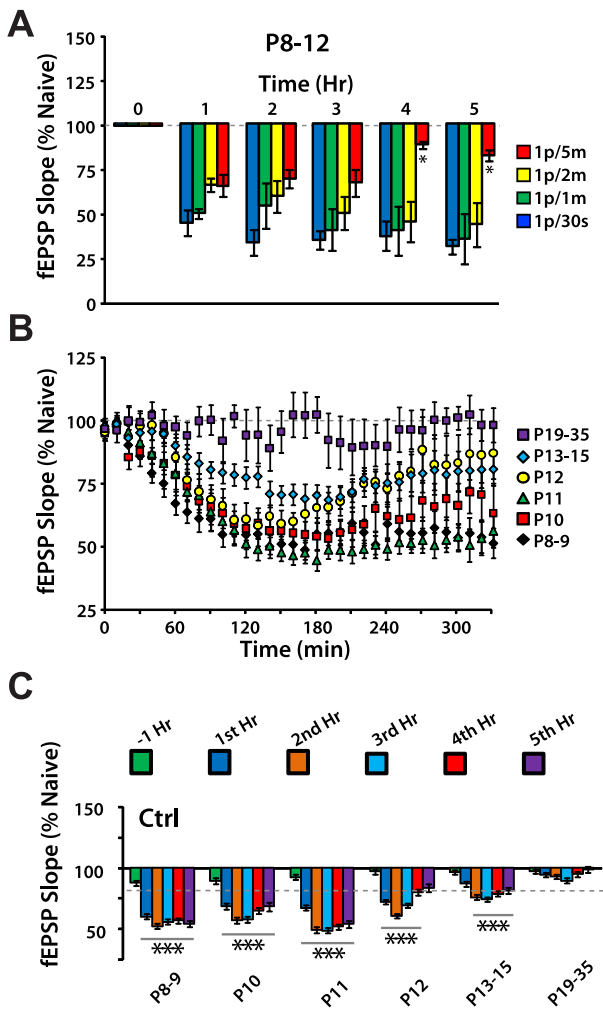 A
P8-12
Time (Hr)
fEPSP Slope (% Naive)
150
125
100
75
50
25
0
0 1 2 3 4 5
* *
1p/5m
1p/2m
1p/1m
1p/30s
B
fEPSP Slope (% Naive)
125
100
75
50
25
0 60 120 180 240 300
Time (min)
P19-35
P13-15
P12
P11
P10
P8-9
C
-1 Hr 1st Hr 2nd Hr 3rd Hr 4th Hr 5th Hr
fEPSP Slope (% Naive)
150
100
50
Ctrl
*** *** *** *** ***
P8-9 P10 P11 P12 P13-15 P19-35